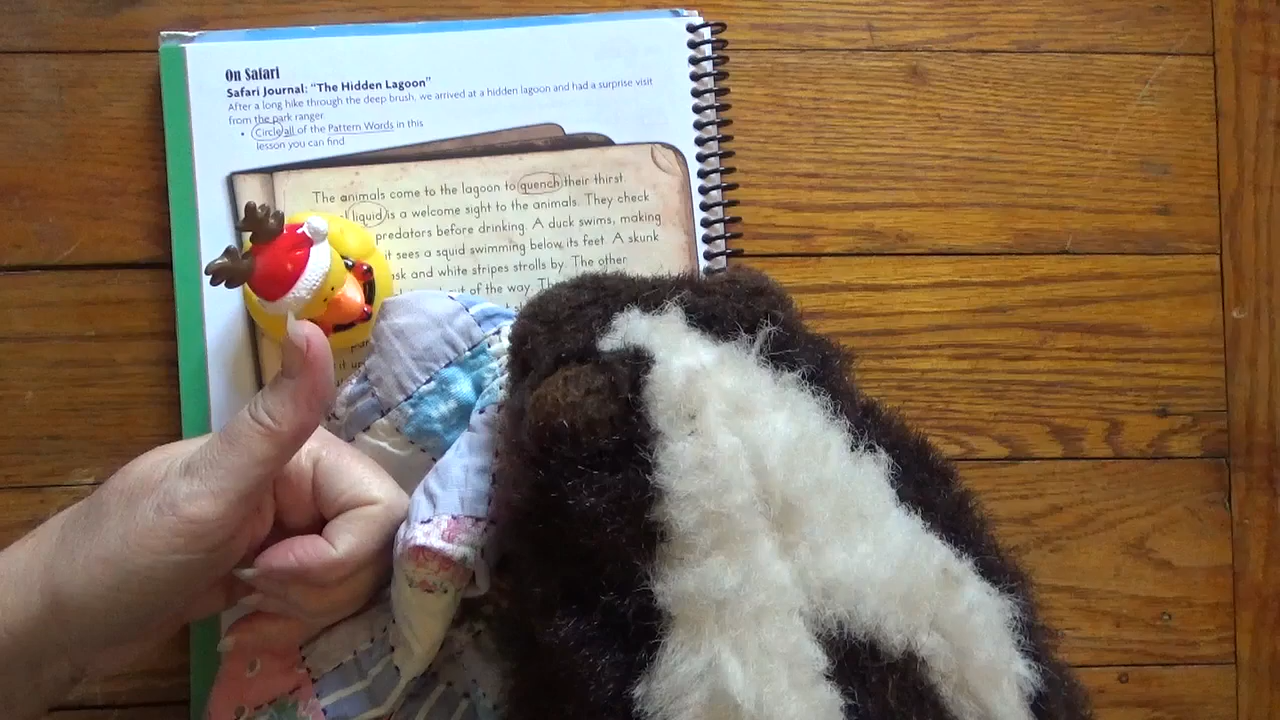 On Safari
Safari Journal: “The Hidden Lagoon”
After a long hike through the deep brush, we arrived at a hidden lagoon and had a surprise visit
from the park ranger.
• Circle all of the Pattern Words in this
lesson you can find
The animals come to the lagoon to quench their thirst.
liquid is a welcome sight to the animals. They check
predators before drinking. A duck swims, making
it sees a squid swimming below its feet. A skunk
and white stripes strolls by. The other
out of the way.
it up